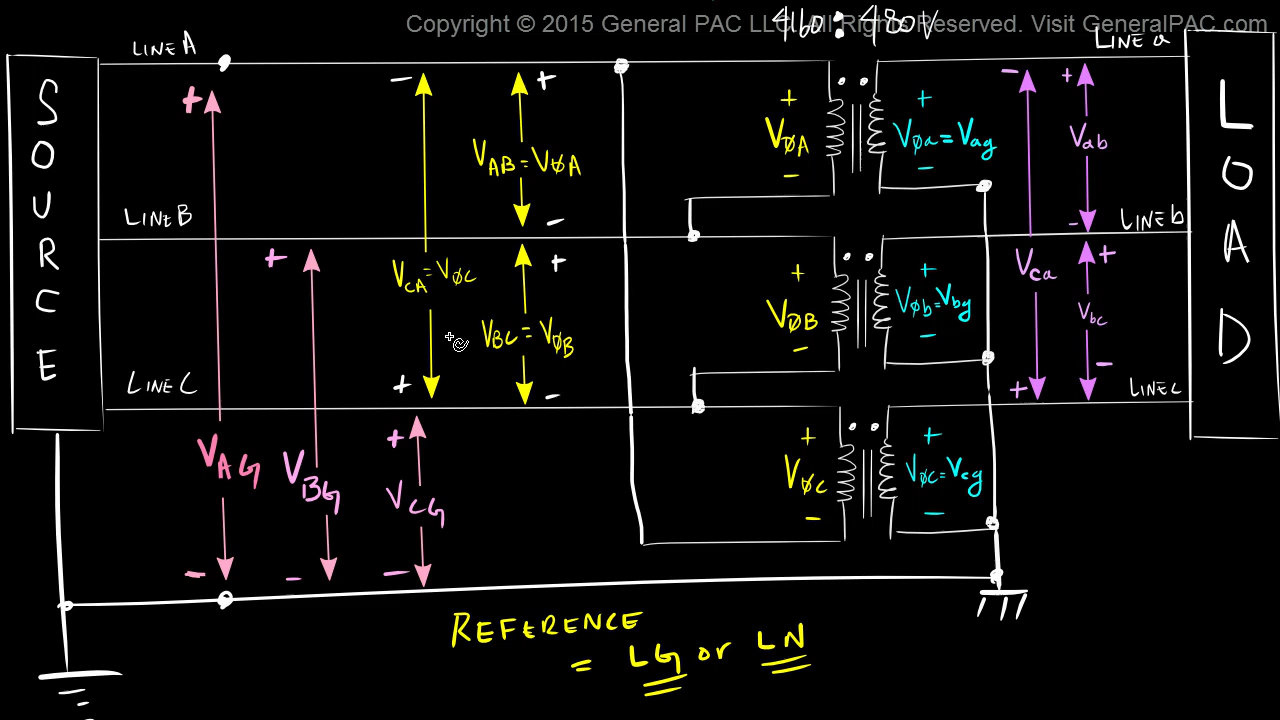 Copyright © 2015 General PAC LLC. All Rights Reserved. Visit GeneralPAC.com
4160:480V
LINE A
LINE a
SOURCE
LOAD
+
-
+
+
+
-
+
VØA
VØa = Vag
Vab
VAB = VØA
-
-
LINE B
-
-
LINE b
+
+
+
+
+
VCA = VØC
Vca
VØB
VØb = Vbg
Vbc
VBC = VØB
-
-
-
LINE C
+
-
+
LINE c
+
+
+
VAG
VBG
VCG
VØC
VØC = Vcg
-
-
-
-
-
REFERENCE
= LG or LN